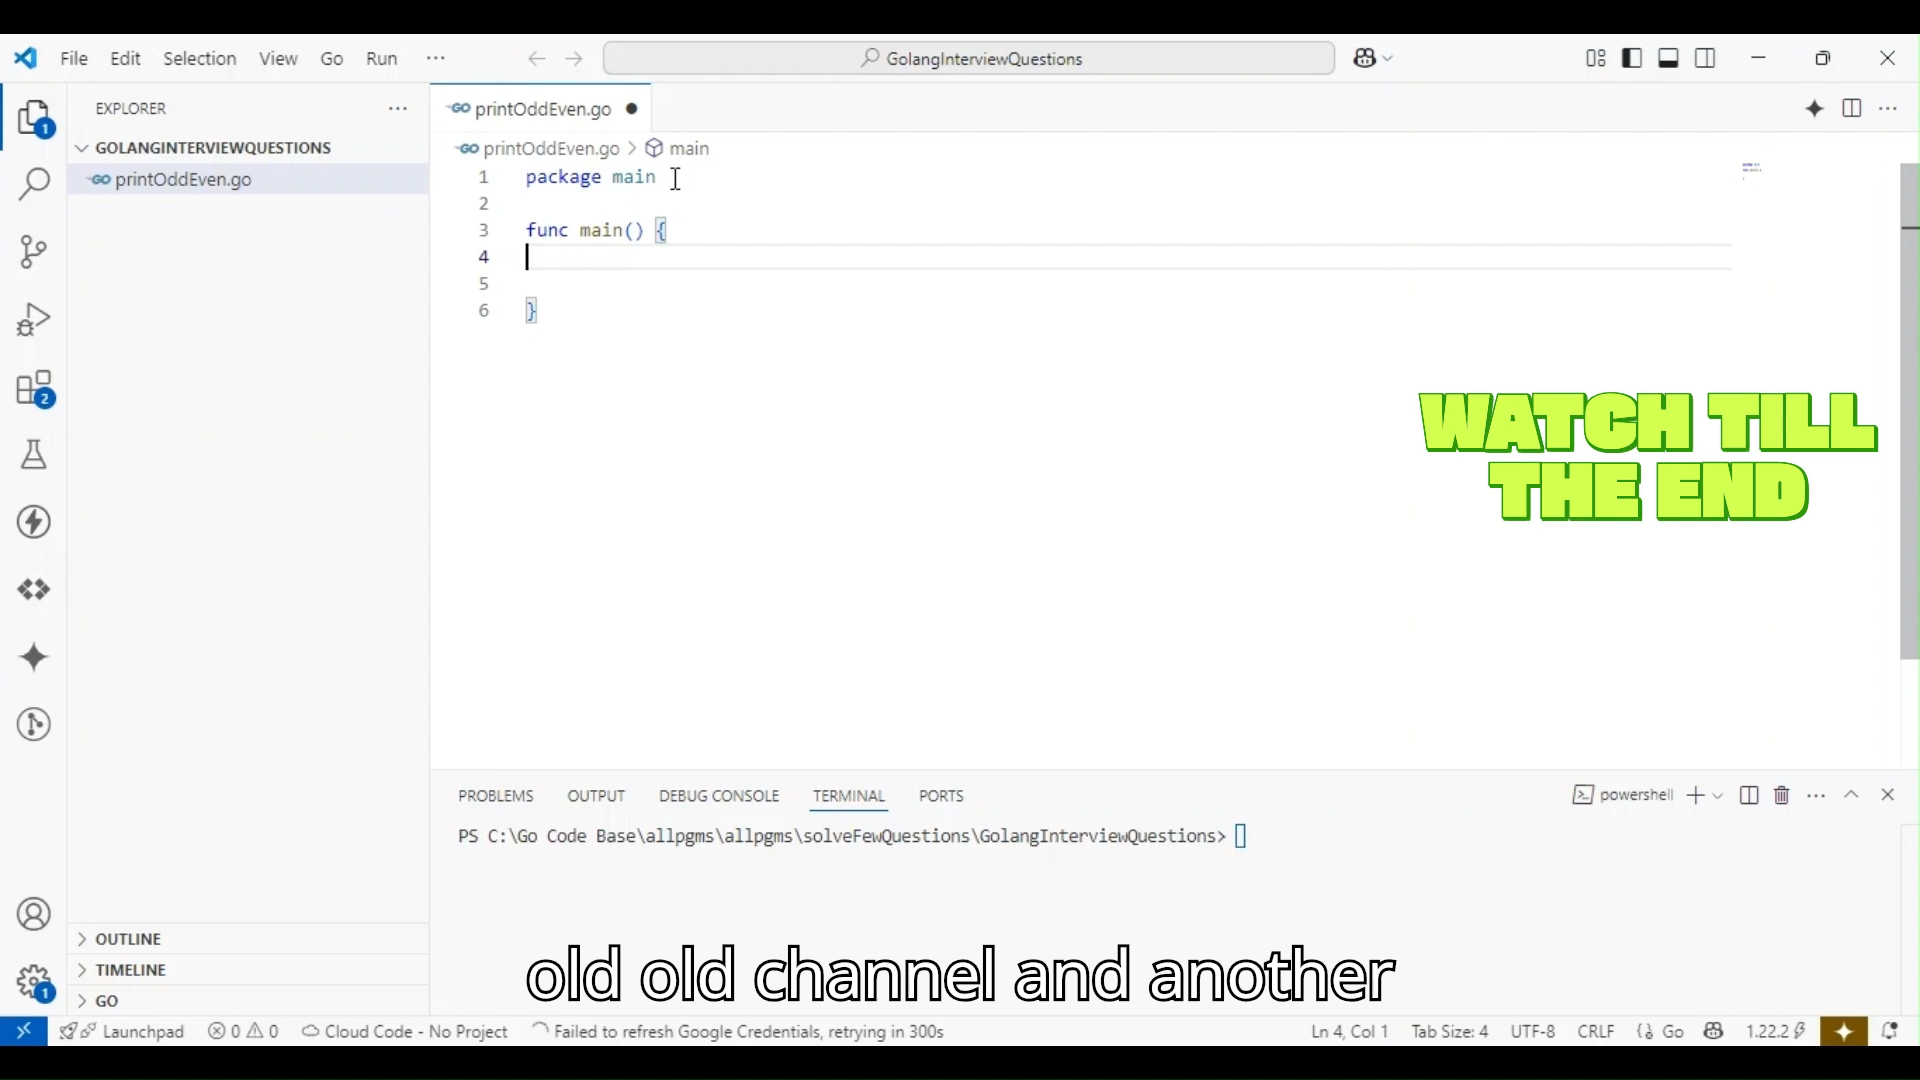 File Edit Selection View Go Run ···
GolangInterviewQuestions
EXPLORER ···
GOLANGINTERVIEWQUESTIONS
printOddEven.go
printOddEven.go
printOddEven.go > main
1 package main
2
3 func main() {
4
5
6 }
WATCH TILL
THE END
PROBLEMS OUTPUT DEBUG CONSOLE TERMINAL PORTS
powershell
PS C:\Go Code Base\allpgms\allpgms\solveFewQuestions\GolangInterviewQuestions>
1
2
1
OUTLINE
TIMELINE
GO
old old channel and another
Launchpad 0 0 Cloud Code - No Project Failed to refresh Google Credentials, retrying in 300s Ln 4, Col 1 Tab Size: 4 UTF-8 CRLF Go 1.22.2